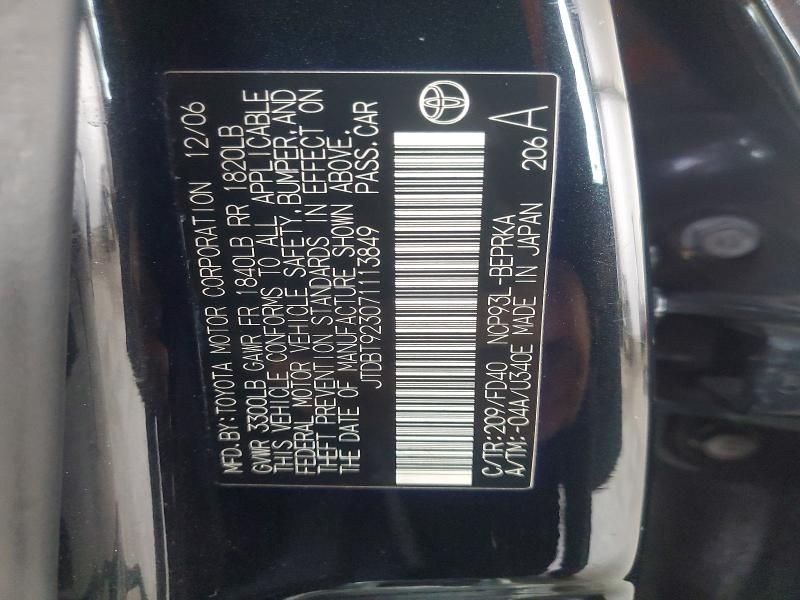 MFD.BY:TOYOTA MOTOR CORPORATION 12/06
GVWR 3300LB GAWR FR 1840LB RR 1820LB
THIS VEHICLE CONFORMS TO ALL APPLICABLE
FEDERAL MOTOR VEHICLE SAFETY,BUMPER,AND
THEFT PREVENTION STANDARDS IN EFFECT ON
THE DATE OF MANUFACTURE SHOWN ABOVE.
JTDBT923071113849 PASS.CAR
C/TR:209/FD40 NCP93L-BEPRKA
A/TM:-04A/U340E MADE IN JAPAN 206 A